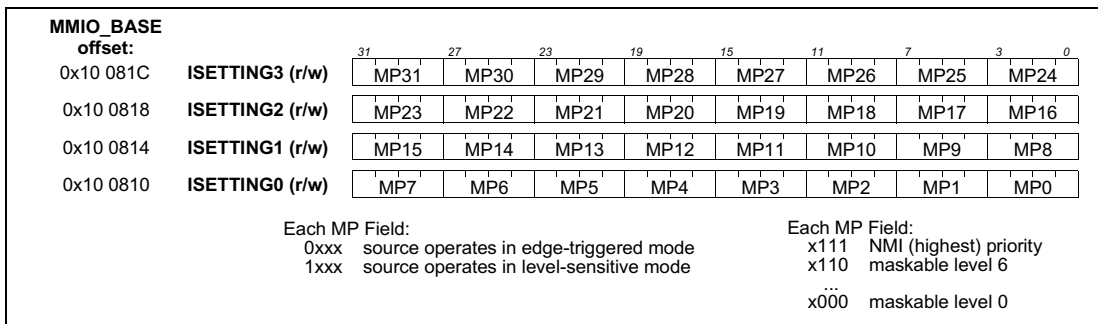 MMIO_BASE
offset:
31 27 23 19 15 11 7 3 0
0x10 081C ISETTING3 (r/w) MP31 MP30 MP29 MP28 MP27 MP26 MP25 MP24
0x10 0818 ISETTING2 (r/w) MP23 MP22 MP21 MP20 MP19 MP18 MP17 MP16
0x10 0814 ISETTING1 (r/w) MP15 MP14 MP13 MP12 MP11 MP10 MP9 MP8
0x10 0810 ISETTING0 (r/w) MP7 MP6 MP5 MP4 MP3 MP2 MP1 MP0
Each MP Field:
0xxx source operates in edge-triggered mode
1xxx source operates in level-sensitive mode
Each MP Field:
x111 NMI (highest) priority
x110 maskable level 6
...
x000 maskable level 0